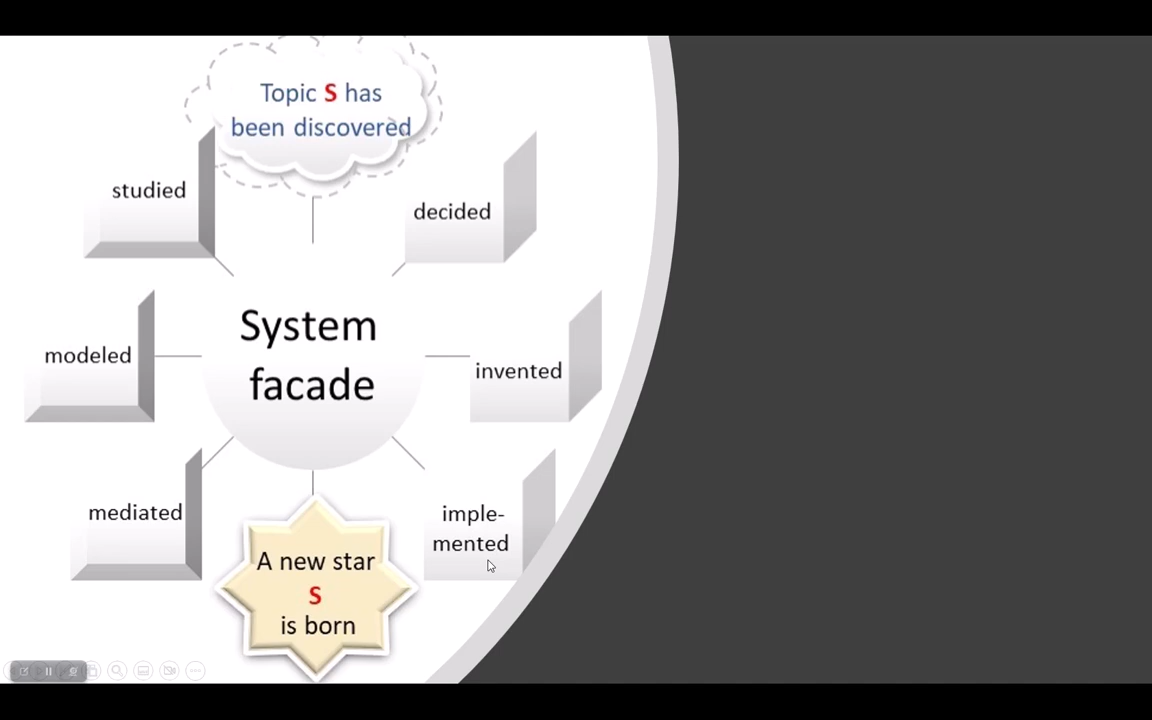 Topic S has
been discovered
studied
decided
System
facade
modeled
invented
mediated
imple-
mented
A new star
S
is born